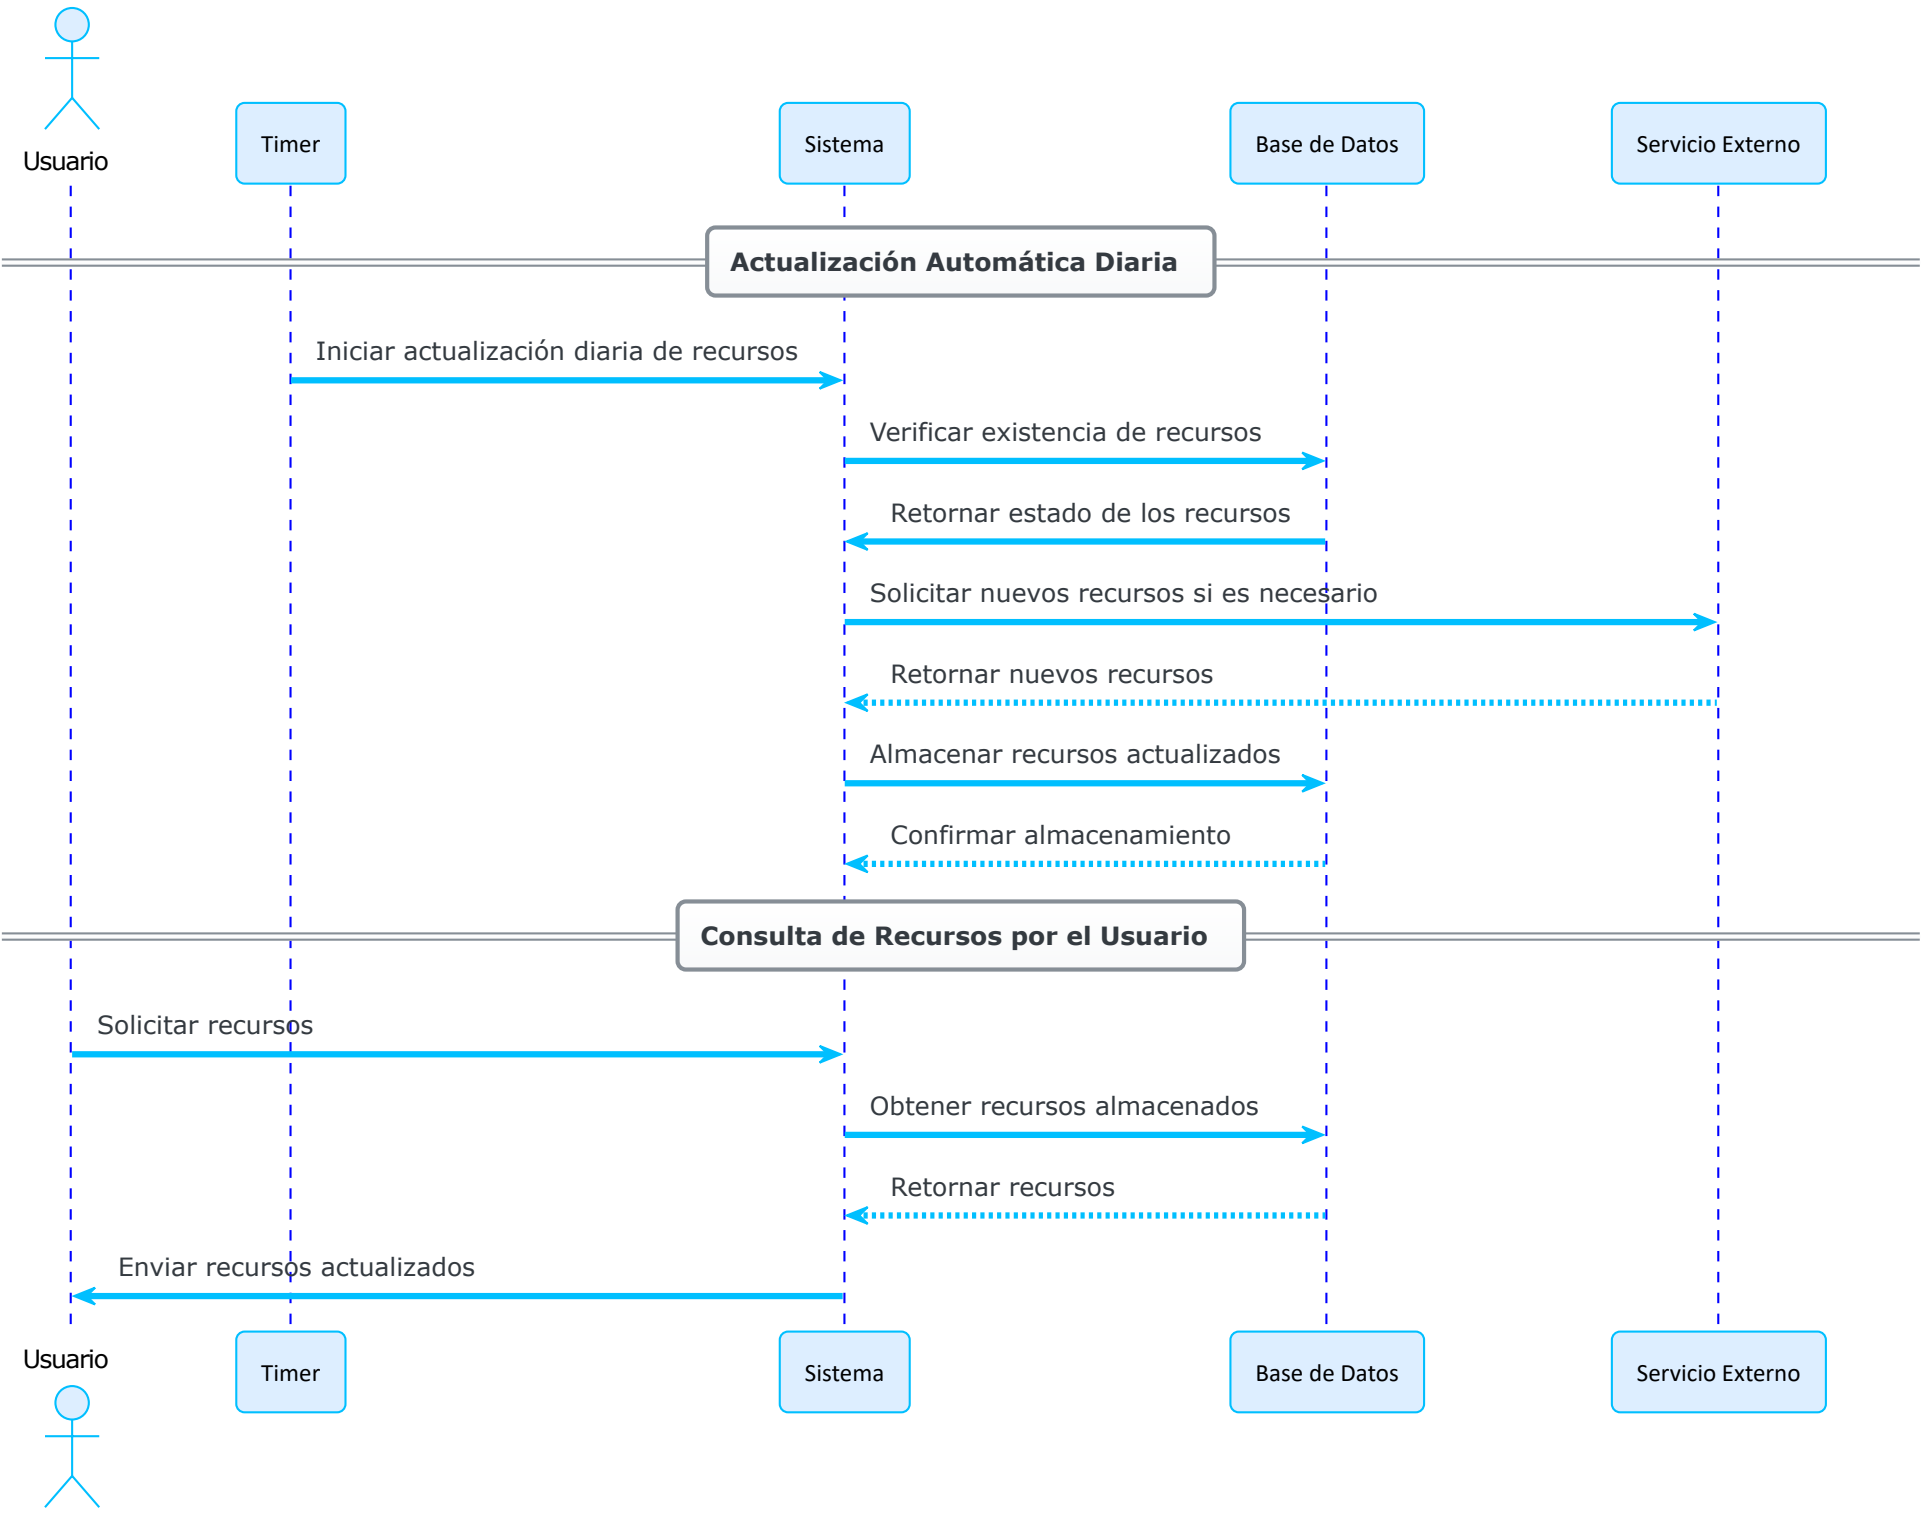 Usuario
Timer
Sistema
Base de Datos
Servicio Externo
Actualización Automática Diaria
Iniciar actualización diaria de recursos
Verificar existencia de recursos
Retornar estado de los recursos
Solicitar nuevos recursos si es necesario
Retornar nuevos recursos
Almacenar recursos actualizados
Confirmar almacenamiento
Consulta de Recursos por el Usuario
Solicitar recursos
Obtener recursos almacenados
Retornar recursos
Enviar recursos actualizados
Usuario
Timer
Sistema
Base de Datos
Servicio Externo